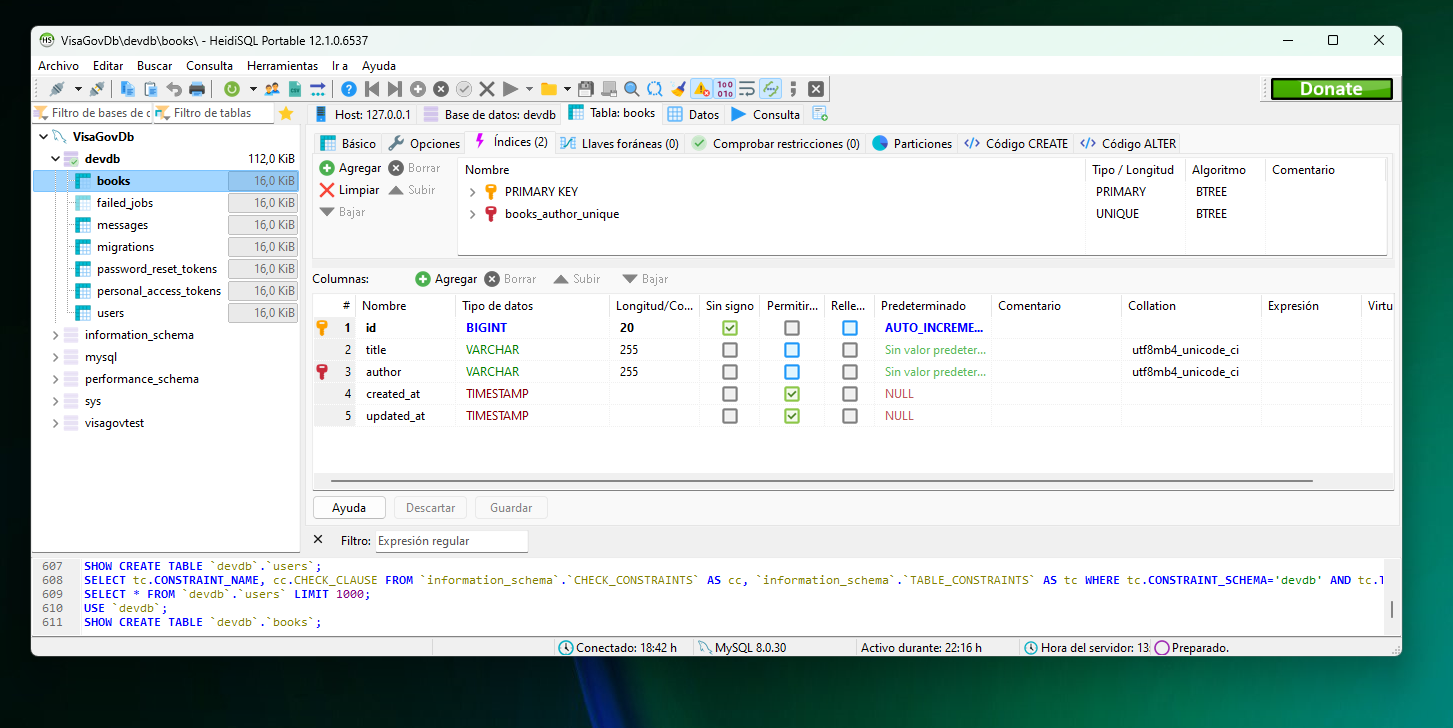 VisaGovDb\devdb\books\ - HeidiSQL Portable 12.1.0.6537
Archivo Editar Buscar Consulta Herramientas Ir a Ayuda
Donate
Filtro de bases de c Filtro de tablas
Host: 127.0.0.1 Base de datos: devdb Tabla: books Datos Consulta
VisaGovDb
devdb 112,0 KiB
books 16,0 KiB
failed_jobs 16,0 KiB
messages 16,0 KiB
migrations 16,0 KiB
password_reset_tokens 16,0 KiB
personal_access_tokens 16,0 KiB
users 16,0 KiB
information_schema
mysql
performance_schema
sys
visagovtest
Básico Opciones Índices (2) Llaves foráneas (0) Comprobar restricciones (0) Particiones Código CREATE Código ALTER
Agregar Borrar
Limpiar Subir
Bajar
Nombre Tipo / Longitud Algoritmo Comentario
PRIMARY KEY PRIMARY BTREE
books_author_unique UNIQUE BTREE
Columnas: Agregar Borrar Subir Bajar
# Nombre Tipo de datos Longitud/Co... Sin signo Permitir... Relle... Predeterminado Comentario Collation Expresión Virtu
1 id BIGINT 20 AUTO_INCREME...
2 title VARCHAR 255 Sin valor predeter... utf8mb4_unicode_ci
3 author VARCHAR 255 Sin valor predeter... utf8mb4_unicode_ci
4 created_at TIMESTAMP NULL
5 updated_at TIMESTAMP NULL
Ayuda Descartar Guardar
Filtro: Expresión regular
607 SHOW CREATE TABLE `devdb`.`users`;
608 SELECT tc.CONSTRAINT_NAME, cc.CHECK_CLAUSE FROM `information_schema`.`CHECK_CONSTRAINTS` AS cc, `information_schema`.`TABLE_CONSTRAINTS` AS tc WHERE tc.CONSTRAINT_SCHEMA='devdb' AND tc.T
609 SELECT * FROM `devdb`.`users` LIMIT 1000;
610 USE `devdb`;
611 SHOW CREATE TABLE `devdb`.`books`;
Conectado: 18:42 h MySQL 8.0.30 Activo durante: 22:16 h Hora del servidor: 13 Preparado.